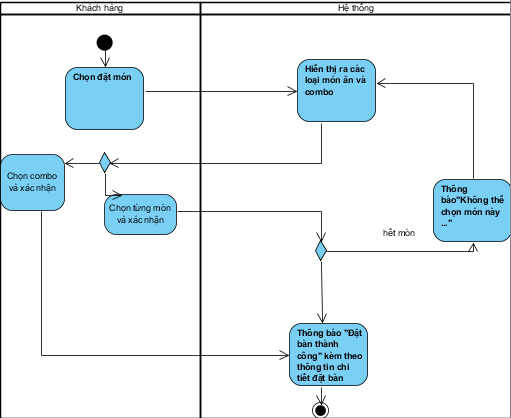 Khách hàng
Hệ thống
Chọn đặt món
Hiển thị ra các
loại món ăn và
combo
Chọn combo
và xác nhận
Chọn từng món
và xác nhận
Thông
báo"Không thể
chọn món này
..."
hết món
Thông báo "Đặt
bàn thành
công" kèm theo
thông tin chi
tiết đặt bàn